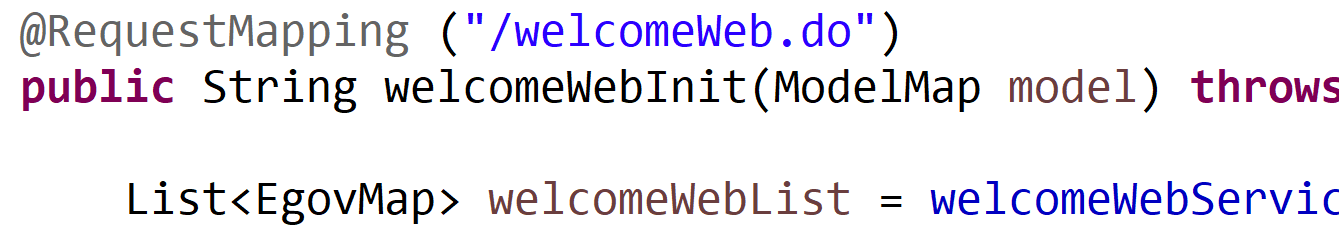 @RequestMapping ("/welcomeWeb.do")
public String welcomeWebInit(ModelMap model) throws
List<EgovMap> welcomeWebList = welcomeWebServic